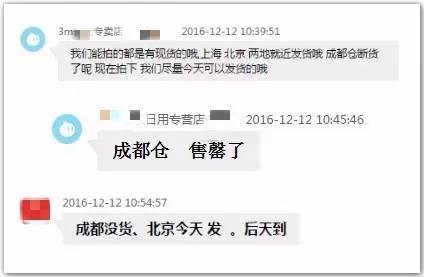 3m 专卖店 2016-12-12 10:39:51
我们能拍的都是有现货的哦,上海 北京 两地就近发货哦 成都仓断货
了呢 现在拍下 我们尽量今天可以发货的哦
日用专营店 2016-12-12 10:45:46
成都仓 售罄了
2016-12-12 10:54:57
成都没货、北京今天 发 。后天到